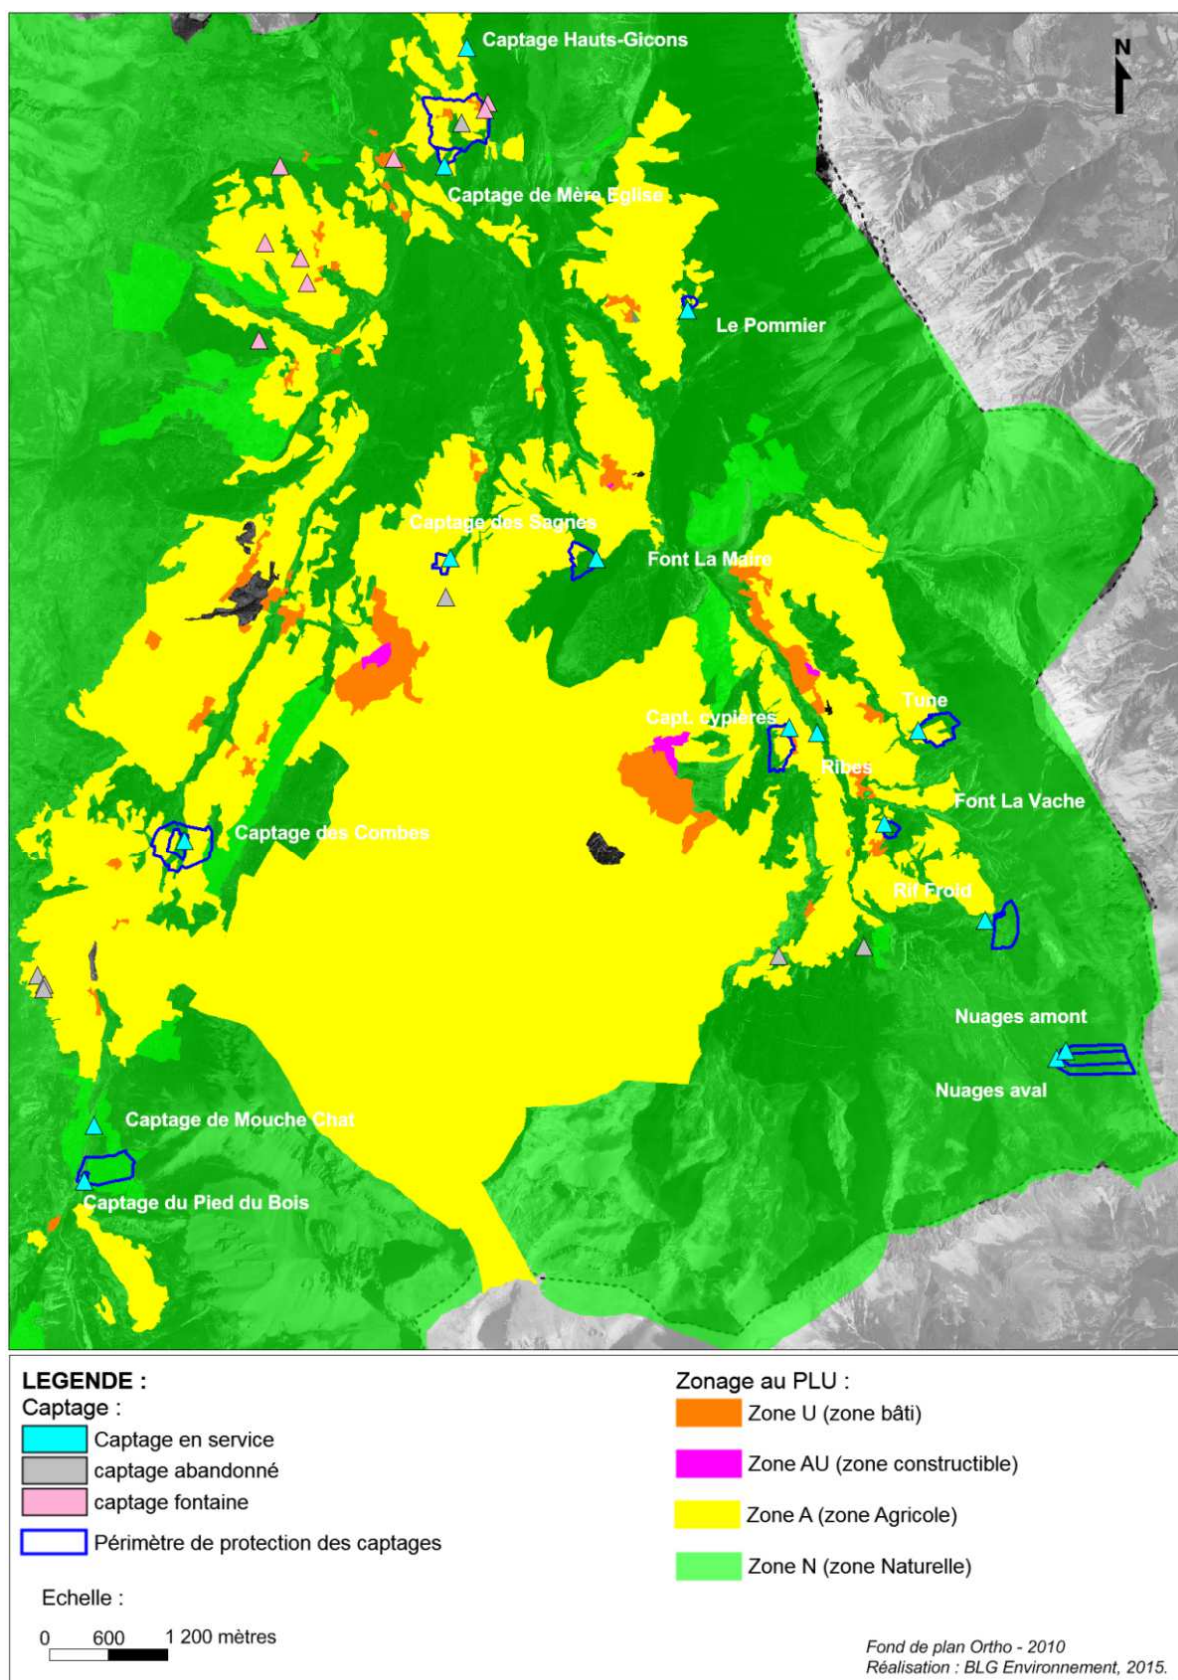 Captage Hauts-Gicons
N
Captage de Mère Eglise
Le Pommier
Captage des Sagnes
Font La Maire
Tune
Capt. cypières
Ribes
Font La Vache
Captage des Combes
Rif Froid
Nuages amont
Nuages aval
Captage de Mouche Chat
Captage du Pied du Bois
LEGENDE :
Captage :
Captage en service
captage abandonné
captage fontaine
Périmètre de protection des captages
Echelle :
0 600 1 200 mètres
Zonage au PLU :
Zone U (zone bâti)
Zone AU (zone constructible)
Zone A (zone Agricole)
Zone N (zone Naturelle)
Fond de plan Ortho - 2010
Réalisation : BLG Environnement, 2015.